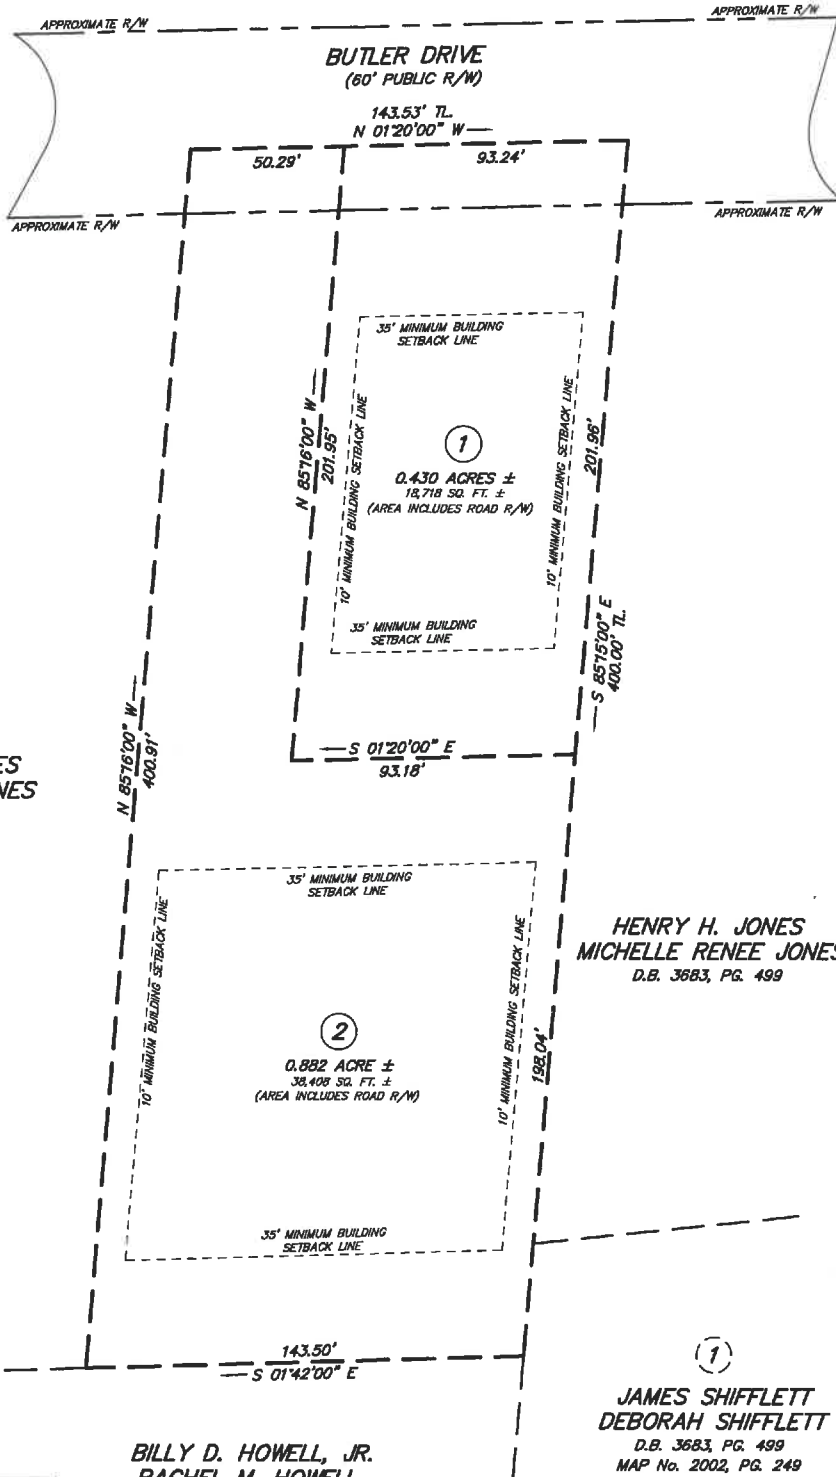 APPROXIMATE R/W
APPROXIMATE R/W
BUTLER DRIVE
(60' PUBLIC R/W)
143.53' TL.
N 01°20'00" W
50.29'
93.24'
APPROXIMATE R/W
APPROXIMATE R/W
35' MINIMUM BUILDING
SETBACK LINE
N 85°16'00" W
201.95'
10' MINIMUM BUILDING SETBACK LINE
1
0.430 ACRES ±
18,718 SQ. FT. ±
(AREA INCLUDES ROAD R/W)
10' MINIMUM BUILDING SETBACK LINE
201.96'
35' MINIMUM BUILDING
SETBACK LINE
S 85°15'00" E
400.00' TL.
N 85°16'00" W
400.91'
S 01°20'00" E
93.18'
ES
NES
35' MINIMUM BUILDING
SETBACK LINE
10' MINIMUM BUILDING SETBACK LINE
2
0.882 ACRE ±
38,408 SQ. FT. ±
(AREA INCLUDES ROAD R/W)
10' MINIMUM BUILDING SETBACK LINE
198.04'
HENRY H. JONES
MICHELLE RENEE JONES
D.B. 3683, PG. 499
35' MINIMUM BUILDING
SETBACK LINE
143.50'
S 01°42'00" E
1
JAMES SHIFFLETT
DEBORAH SHIFFLETT
D.B. 3683, PG. 499
MAP No. 2002, PG. 249
BILLY D. HOWELL, JR.
RACHEL M. HOWELL